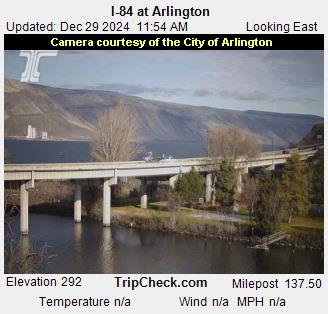 I-84 at Arlington
Updated: Dec 29 2024 11:54 AM Looking East
Camera courtesy of the City of Arlington
Elevation 292 TripCheck.com Milepost 137.50
Temperature n/a Wind n/a MPH n/a